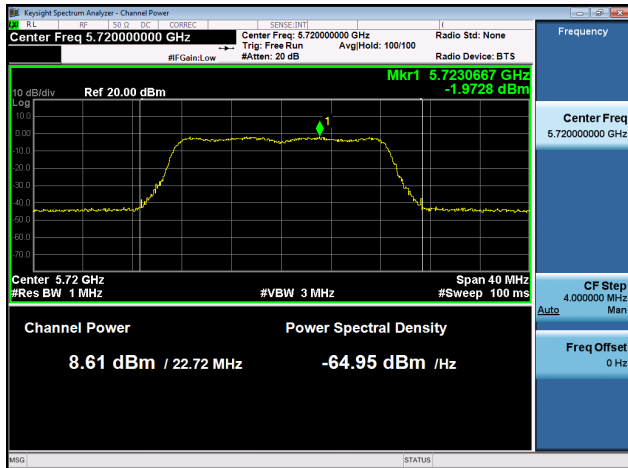 Keysight Spectrum Analyzer - Channel Power
RL RF 50 Ω DC CORREC SENSE:INT
Center Freq 5.720000000 GHz
Center Freq: 5.720000000 GHz Radio Std: None
Trig: Free Run Avg|Hold: 100/100
#IFGain:Low #Atten: 20 dB Radio Device: BTS
Mkr1 5.7230667 GHz
-1.9728 dBm
10 dB/div Ref 20.00 dBm
Log
10.0
0.00
-10.0
-20.0
-30.0
-40.0
-50.0
-60.0
-70.0
1
Center 5.72 GHz Span 40 MHz
#Res BW 1 MHz #VBW 3 MHz #Sweep 100 ms
Channel Power Power Spectral Density
8.61 dBm / 22.72 MHz -64.95 dBm /Hz
MSG STATUS
Frequency
Center Freq
5.720000000 GHz
CF Step
4.000000 MHz
Auto Man
Freq Offset
0 Hz